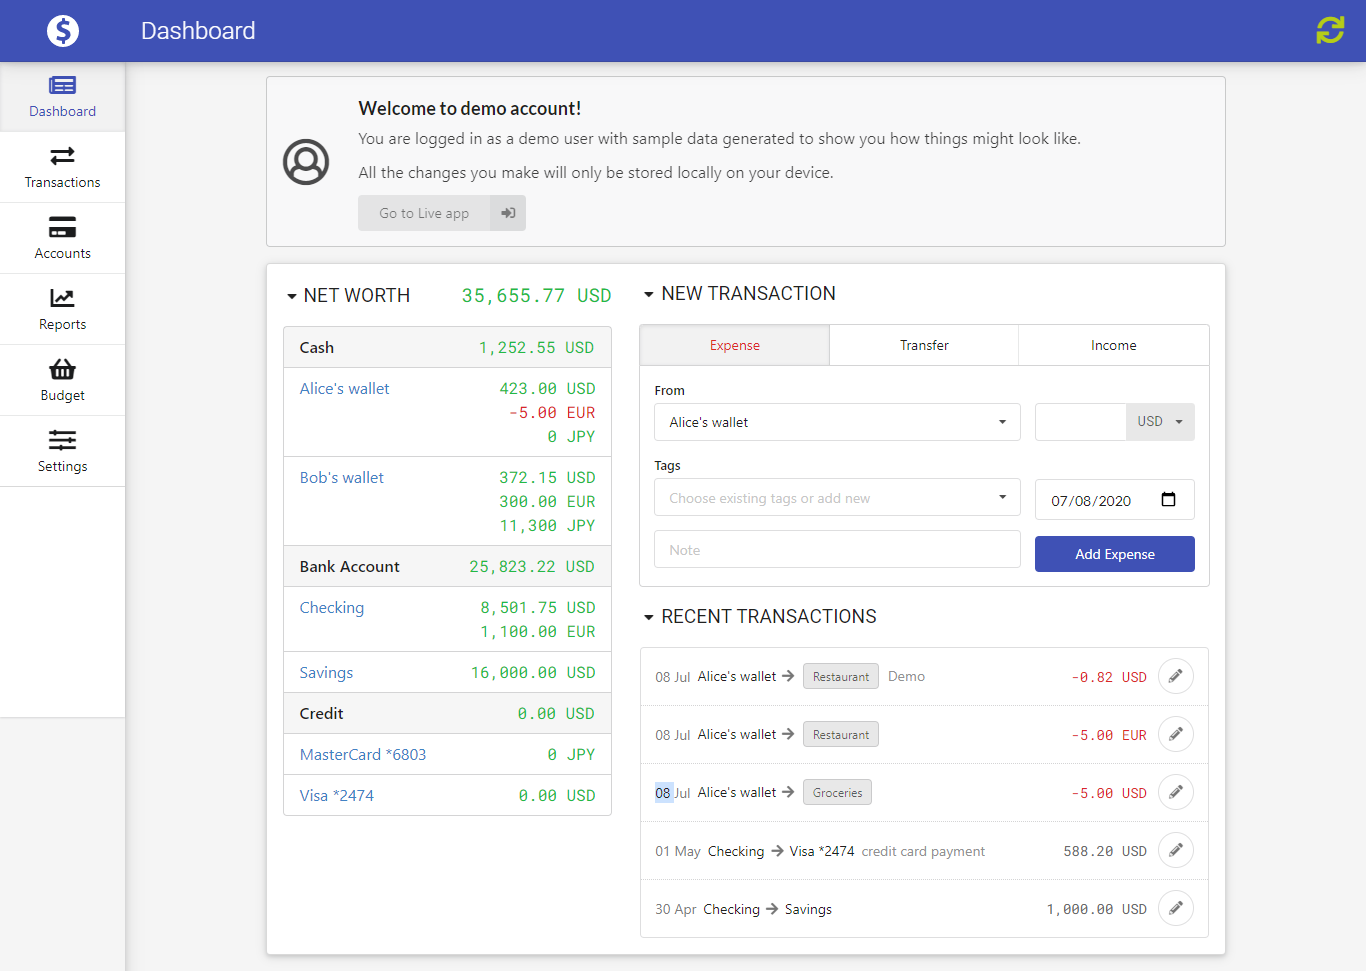 $ Dashboard
Dashboard
Transactions
Accounts
Reports
Budget
Settings
Welcome to demo account!
You are logged in as a demo user with sample data generated to show you how things might look like.
All the changes you make will only be stored locally on your device.
Go to Live app
NET WORTH 35,655.77 USD
Cash 1,252.55 USD
Alice's wallet 423.00 USD
-5.00 EUR
0 JPY
Bob's wallet 372.15 USD
300.00 EUR
11,300 JPY
Bank Account 25,823.22 USD
Checking 8,501.75 USD
1,100.00 EUR
Savings 16,000.00 USD
Credit 0.00 USD
MasterCard *6803 0 JPY
Visa *2474 0.00 USD
NEW TRANSACTION
Expense Transfer Income
From
Alice's wallet USD
Tags
Choose existing tags or add new 07/08/2020
Note Add Expense
RECENT TRANSACTIONS
08 Jul Alice's wallet → Restaurant Demo -0.82 USD
08 Jul Alice's wallet → Restaurant -5.00 EUR
08 Jul Alice's wallet → Groceries -5.00 USD
01 May Checking → Visa *2474 credit card payment 588.20 USD
30 Apr Checking → Savings 1,000.00 USD